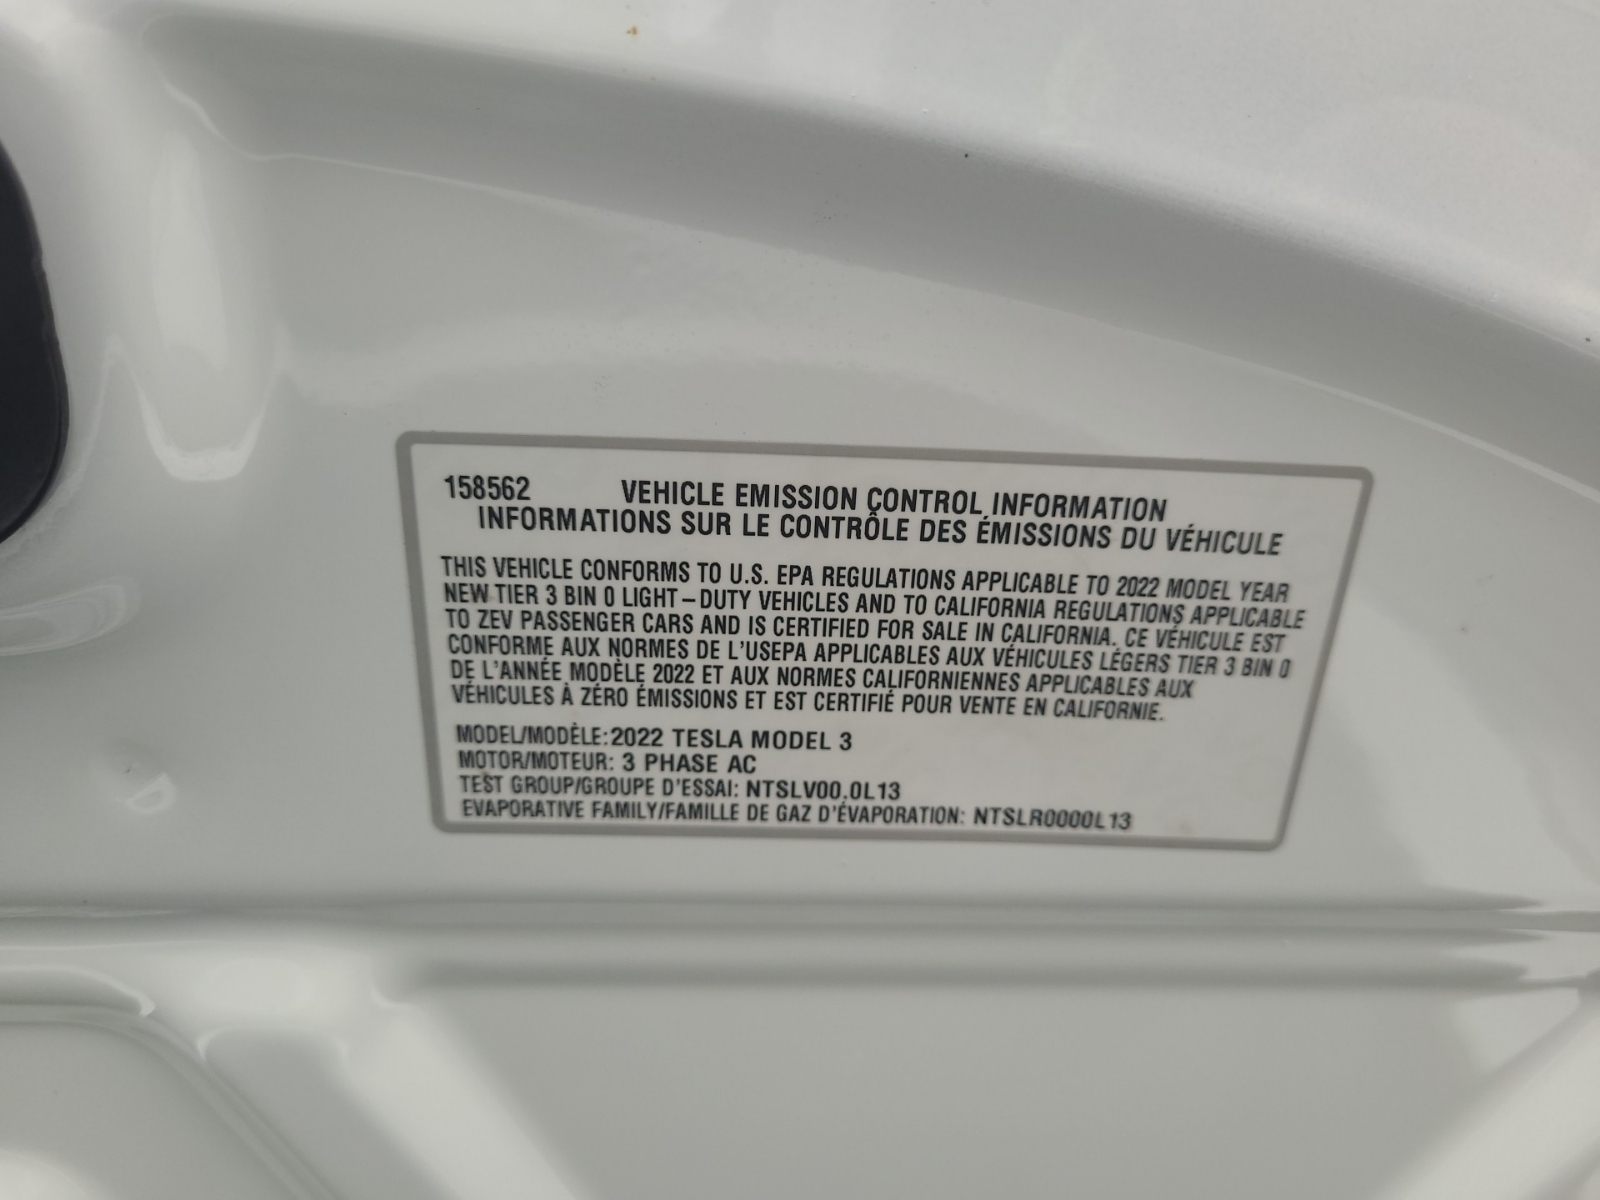 158562 VEHICLE EMISSION CONTROL INFORMATION
INFORMATIONS SUR LE CONTRÔLE DES ÉMISSIONS DU VÉHICULE
THIS VEHICLE CONFORMS TO U.S. EPA REGULATIONS APPLICABLE TO 2022 MODEL YEAR
NEW TIER 3 BIN 0 LIGHT–DUTY VEHICLES AND TO CALIFORNIA REGULATIONS APPLICABLE
TO ZEV PASSENGER CARS AND IS CERTIFIED FOR SALE IN CALIFORNIA. CE VÉHICULE EST
CONFORME AUX NORMES DE L'USEPA APPLICABLES AUX VÉHICULES LÉGERS TIER 3 BIN 0
DE L'ANNÉE MODÈLE 2022 ET AUX NORMES CALIFORNIENNES APPLICABLES AUX
VÉHICULES À ZÉRO ÉMISSIONS ET EST CERTIFIÉ POUR VENTE EN CALIFORNIE.
MODEL/MODÈLE:2022 TESLA MODEL 3
MOTOR/MOTEUR: 3 PHASE AC
TEST GROUP/GROUPE D'ESSAI: NTSLV00.0L13
EVAPORATIVE FAMILY/FAMILLE DE GAZ D'ÉVAPORATION: NTSLR0000L13